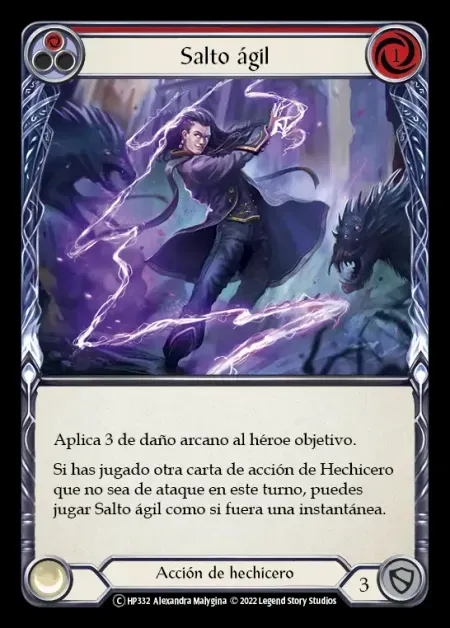 Salto ágil
1
Aplica 3 de daño arcano al héroe objetivo.
Si has jugado otra carta de acción de Hechicero
que no sea de ataque en este turno, puedes
jugar Salto ágil como si fuera una instantánea.
Acción de hechicero
3
C HP332 Alexandra Malygina © 2022 Legend Story Studios